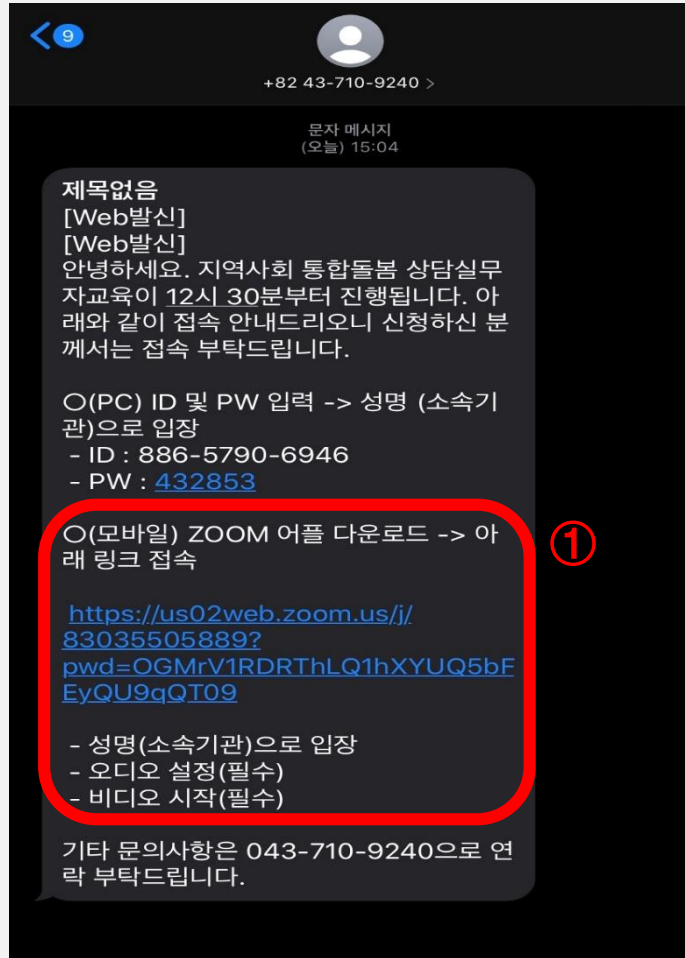 9
+82 43-710-9240 >
문자 메시지
(오늘) 15:04
제목없음
[Web발신]
[Web발신]
안녕하세요. 지역사회 통합돌봄 상담실무
자교육이 12시 30분부터 진행됩니다. 아
래와 같이 접속 안내드리오니 신청하신 분
께서는 접속 부탁드립니다.
○(PC) ID 및 PW 입력 -> 성명 (소속기
관)으로 입장
- ID : 886-5790-6946
- PW : 432853
○(모바일) ZOOM 어플 다운로드 -> 아
래 링크 접속
①
https://us02web.zoom.us/j/
83035505889?
pwd=OGMrV1RDRThLQ1hXYUQ5bF
EyQU9qQT09
- 성명(소속기관)으로 입장
- 오디오 설정(필수)
- 비디오 시작(필수)
기타 문의사항은 043-710-9240으로 연
락 부탁드립니다.